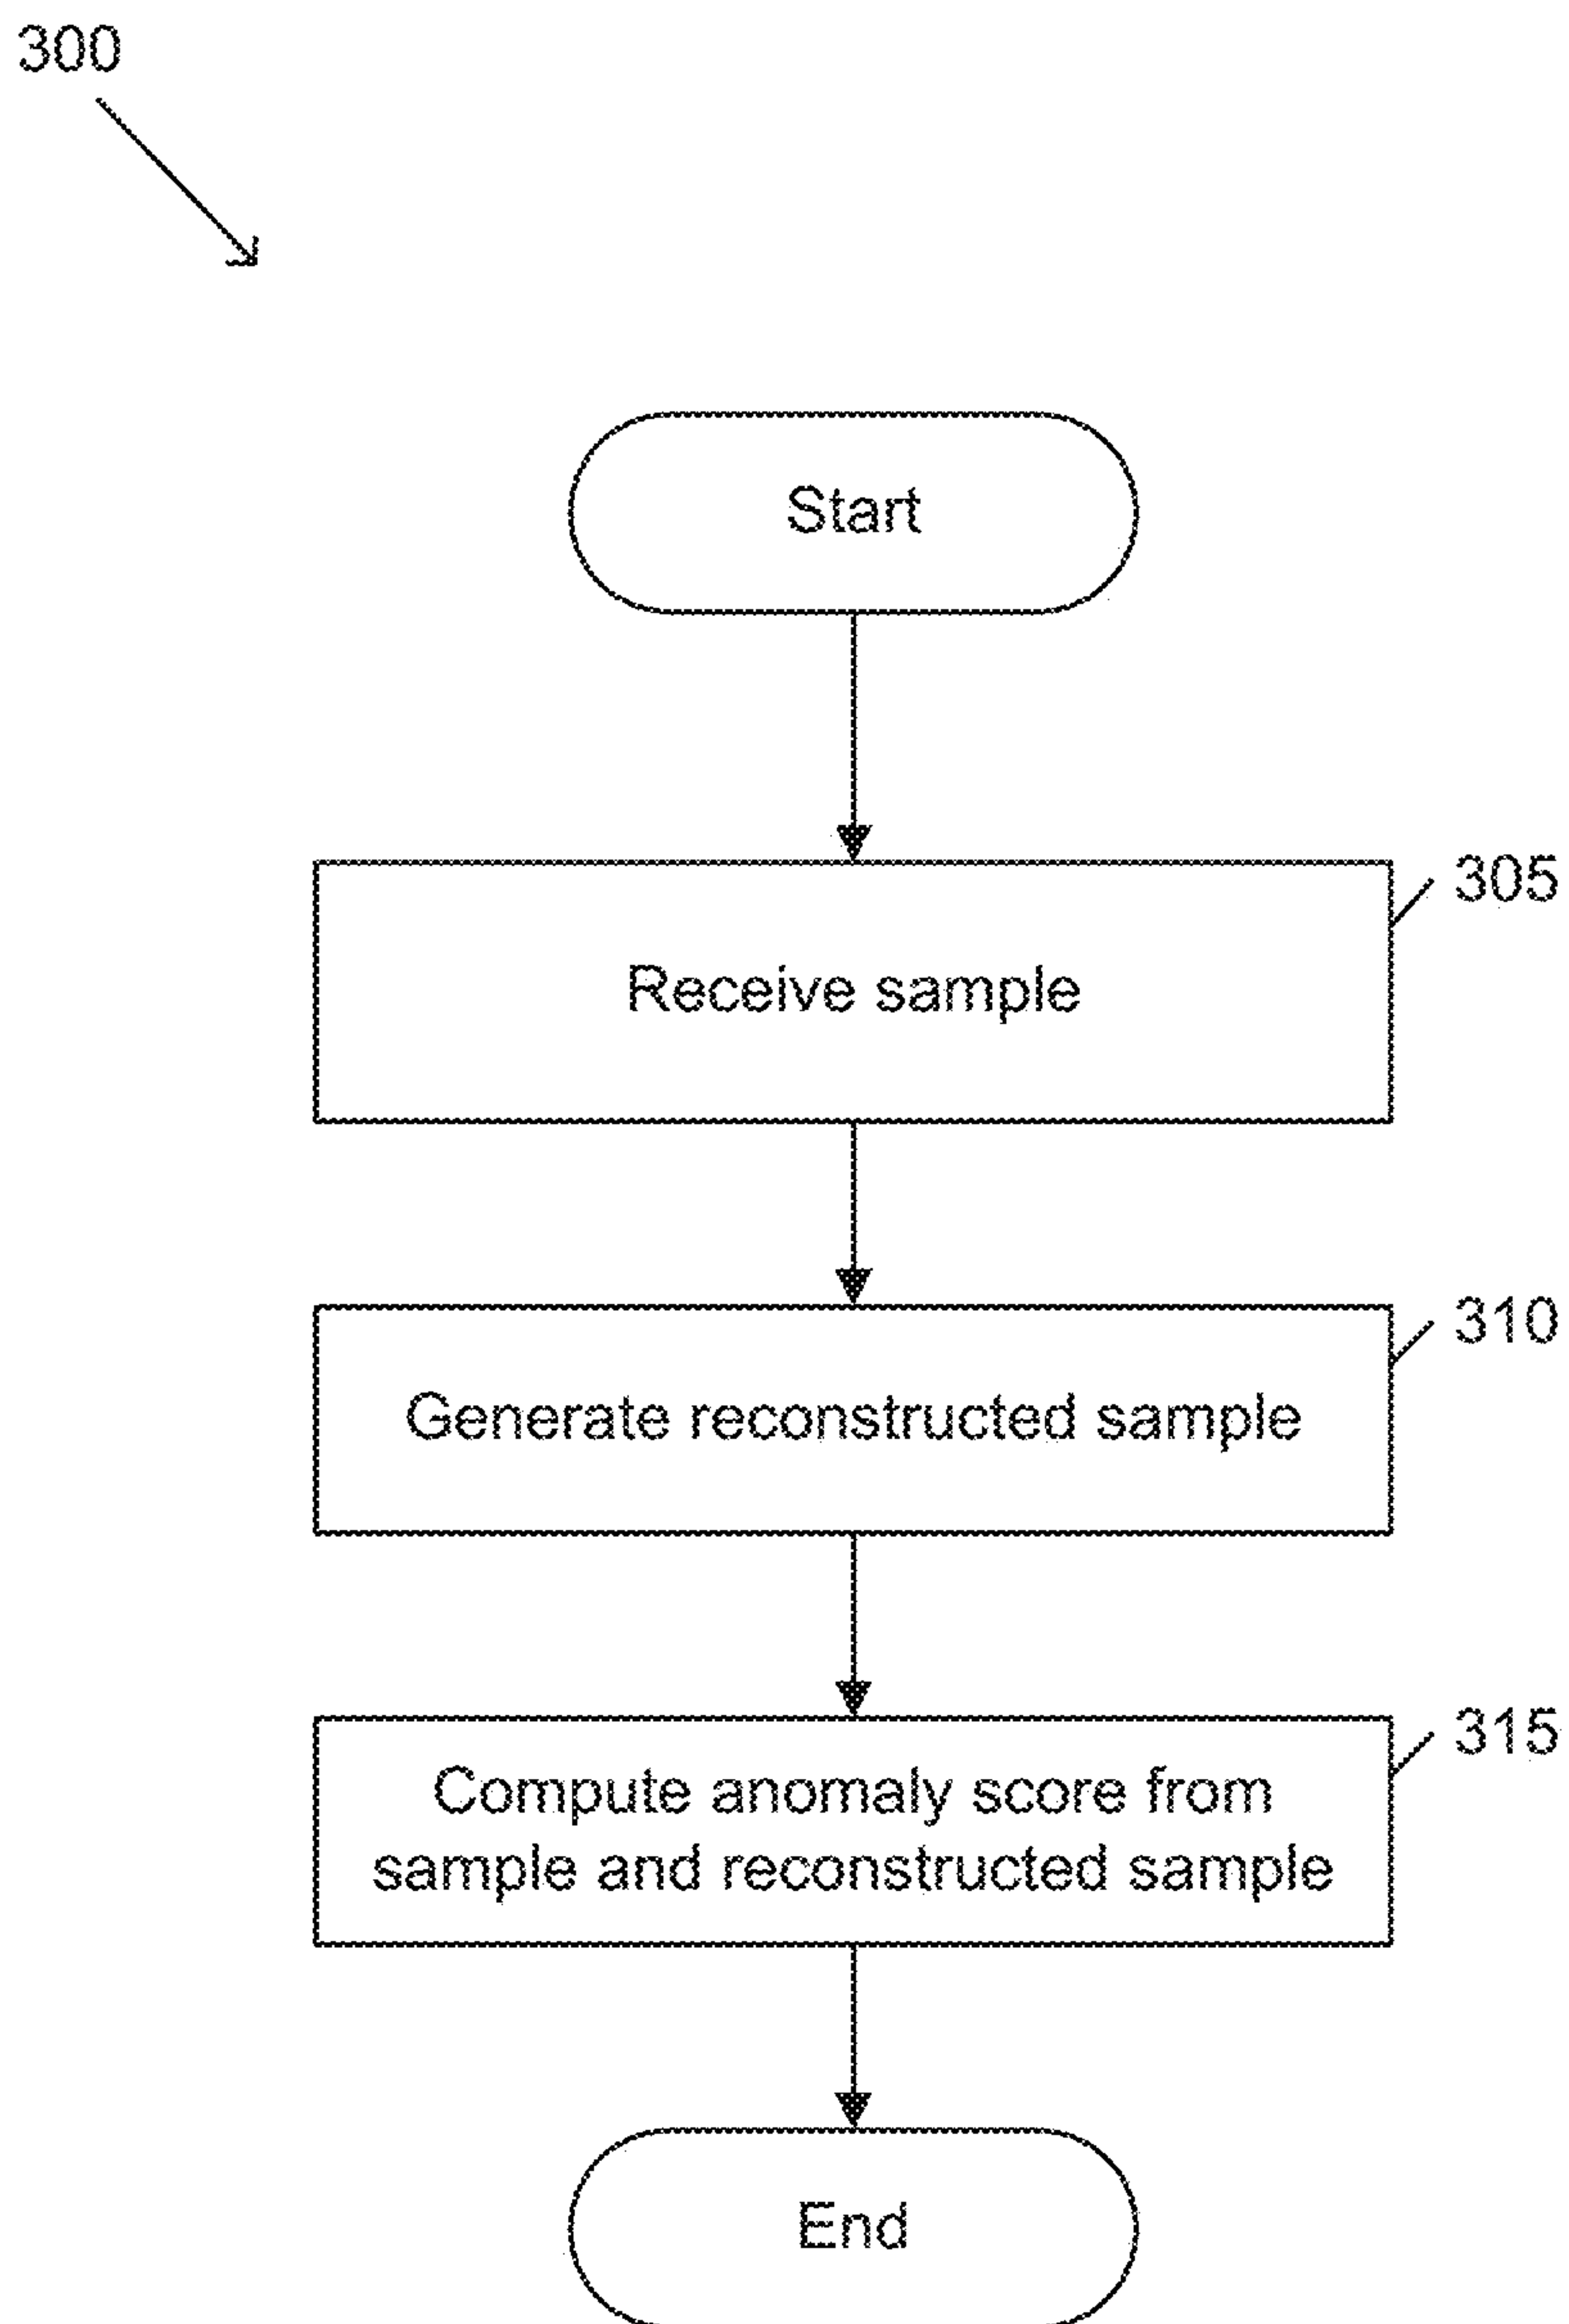 300
Start
305
Receive sample
310
Generate reconstructed sample
315
Compute anomaly score from
sample and reconstructed sample
End